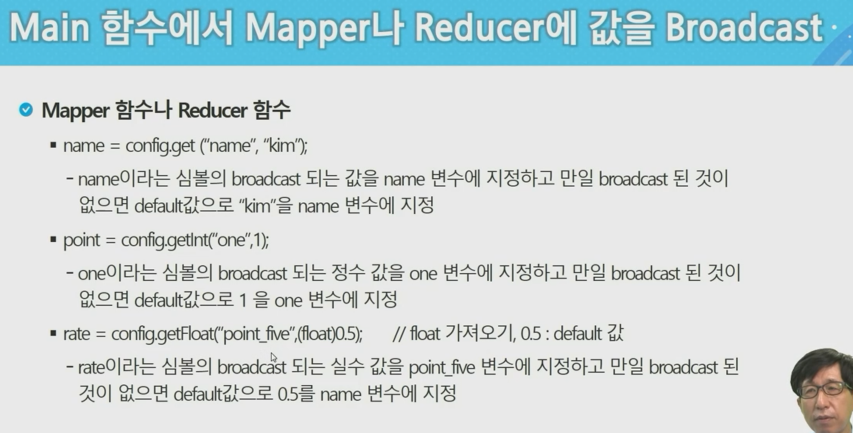 Main 함수에서 Mapper나 Reducer에 값을 Broadcast
Mapper 함수나 Reducer 함수
▪ name = config.get (“name“, “kim”);
− name이라는 심볼의 broadcast 되는 값을 name 변수에 지정하고 만일 broadcast 된 것이
없으면 default값으로 “kim”을 name 변수에 지정
▪ point = config.getInt(“one“,1);
− one이라는 심볼의 broadcast 되는 정수 값을 one 변수에 지정하고 만일 broadcast 된 것이
없으면 default값으로 1 을 one 변수에 지정
▪ rate = config.getFloat(“point_five“,(float)0.5); // float 가져오기, 0.5 : default 값
− rate이라는 심볼의 broadcast 되는 실수 값을 point_five 변수에 지정하고 만일 broadcast 된
것이 없으면 default값으로 0.5를 name 변수에 지정